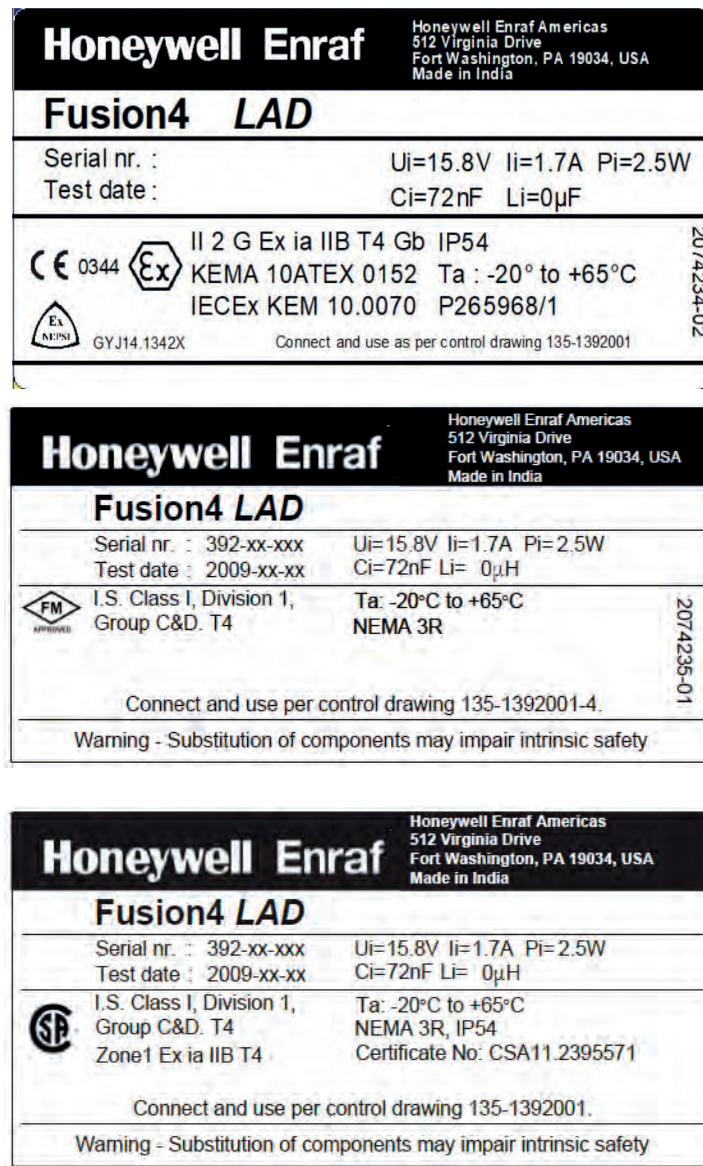 Honeywell Enraf
Honeywell Enraf Americas
512 Virginia Drive
Fort Washington, PA 19034, USA
Made in India
Fusion4 LAD
Serial nr. :
Test date :
Ui=15.8V Ii=1.7A Pi=2.5W
Ci=72nF Li=0µF
CE 0344 Ex
II 2 G Ex ia IIB T4 Gb IP54
KEMA 10ATEX 0152 Ta : -20° to +65°C
IECEx KEM 10.0070 P265968/1
Ex
NEPSI
GYJ14.1342X
Connect and use as per control drawing 135-1392001
2074234-02
Honeywell Enraf
Honeywell Enraf Americas
512 Virginia Drive
Fort Washington, PA 19034, USA
Made in India
Fusion4 LAD
Serial nr. : 392-xx-xxx
Test date : 2009-xx-xx
Ui=15.8V Ii=1.7A Pi=2.5W
Ci=72nF Li= 0µH
FM
APPROVED
I.S. Class I, Division 1,
Group C&D. T4
Ta: -20°C to +65°C
NEMA 3R
2074235-01
Connect and use per control drawing 135-1392001-4.
Warning - Substitution of components may impair intrinsic safety
Honeywell Enraf
Honeywell Enraf Americas
512 Virginia Drive
Fort Washington, PA 19034, USA
Made in India
Fusion4 LAD
Serial nr. : 392-xx-xxx
Test date : 2009-xx-xx
Ui=15.8V Ii=1.7A Pi=2.5W
Ci=72nF Li= 0µH
SA
I.S. Class I, Division 1,
Group C&D. T4
Zone1 Ex ia IIB T4
Ta: -20°C to +65°C
NEMA 3R, IP54
Certificate No: CSA11.2395571
Connect and use per control drawing 135-1392001.
Warning - Substitution of components may impair intrinsic safety